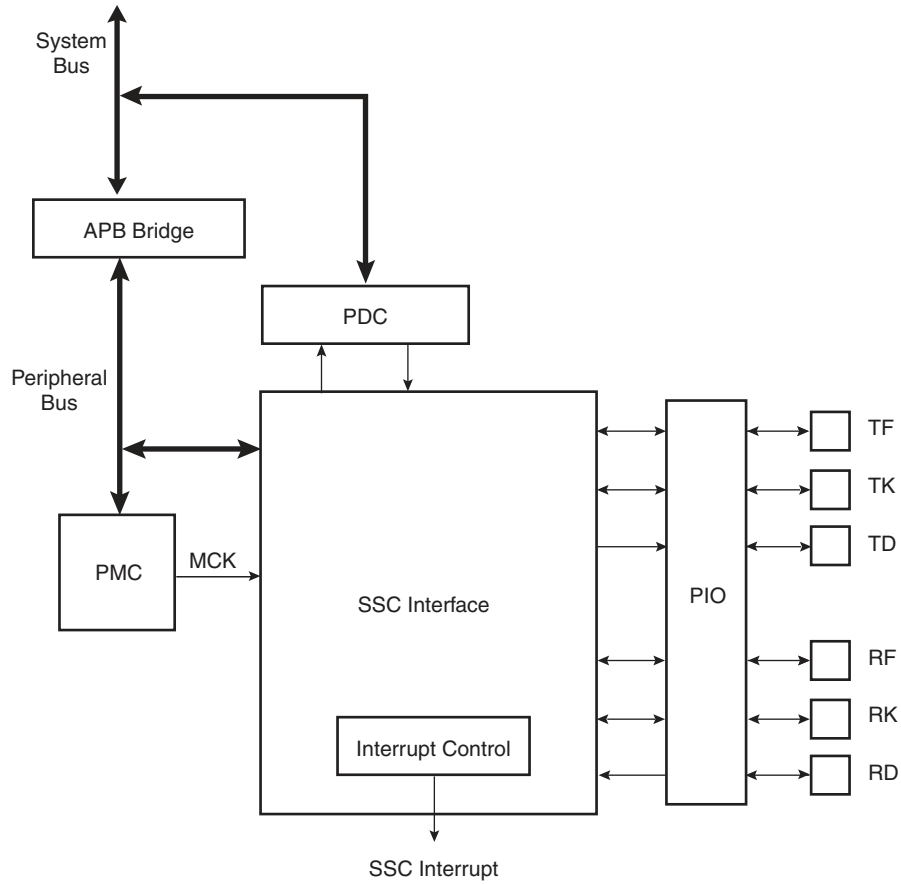 System
Bus
APB Bridge
PDC
Peripheral
Bus
TF
TK
TD
PMC
MCK
SSC Interface
PIO
RF
RK
RD
Interrupt Control
SSC Interrupt